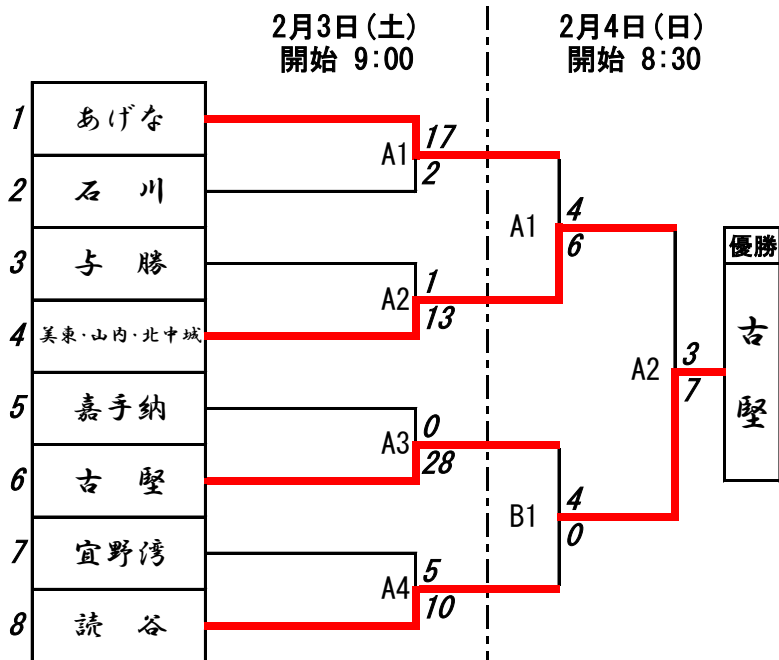 2月3日(土)
開始 9:00
2月4日(日)
開始 8:30
1 あげな
2 石川
3 与勝
4 美東・山内・北中城
5 嘉手納
6 古堅
7 宜野湾
8 読谷
A1 17
2
A2 1
13
A3 0
28
A4 5
10
A1 4
6
B1 4
0
A2 3
7
優勝
古堅